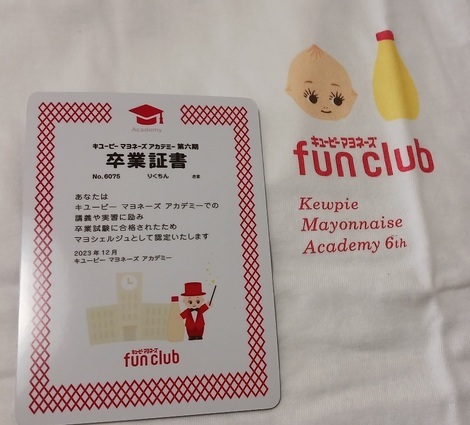 Academy
キユーピー マヨネーズ アカデミー 第六期
卒業証書
No.6075 りくちん
あなたは
キユーピー マヨネーズ アカデミーでの
講義や実習に励み
卒業試験に合格されたため
マヨシェルジュとして認定いたします
2023年12月
キユーピー マヨネーズ アカデミー
キユーピーマヨネーズ
fun club
キユーピーマヨネーズ
fun club
Kewpie
Mayonnaise
Academy 6th